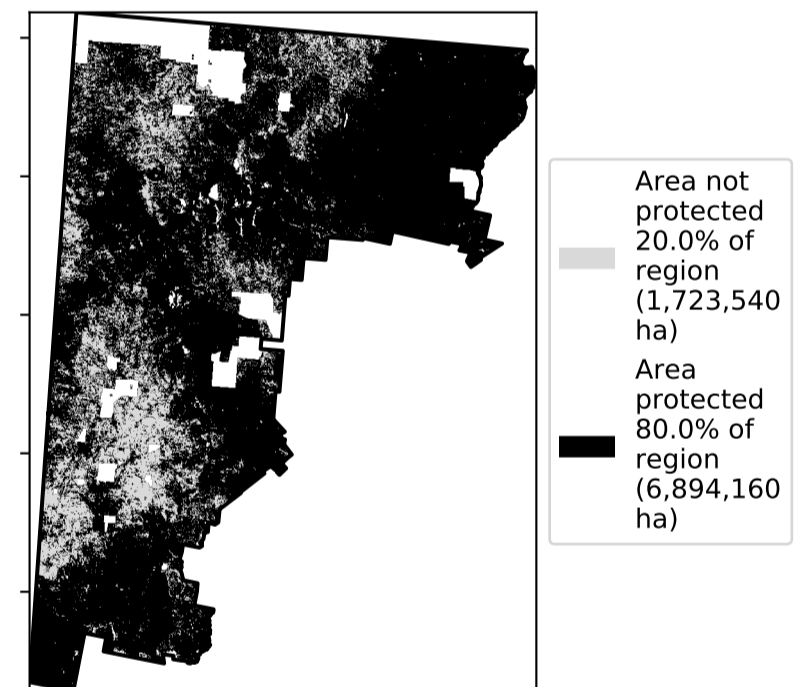 Area not
protected
20.0% of
region
(1,723,540
ha)
Area
protected
80.0% of
region
(6,894,160
ha)